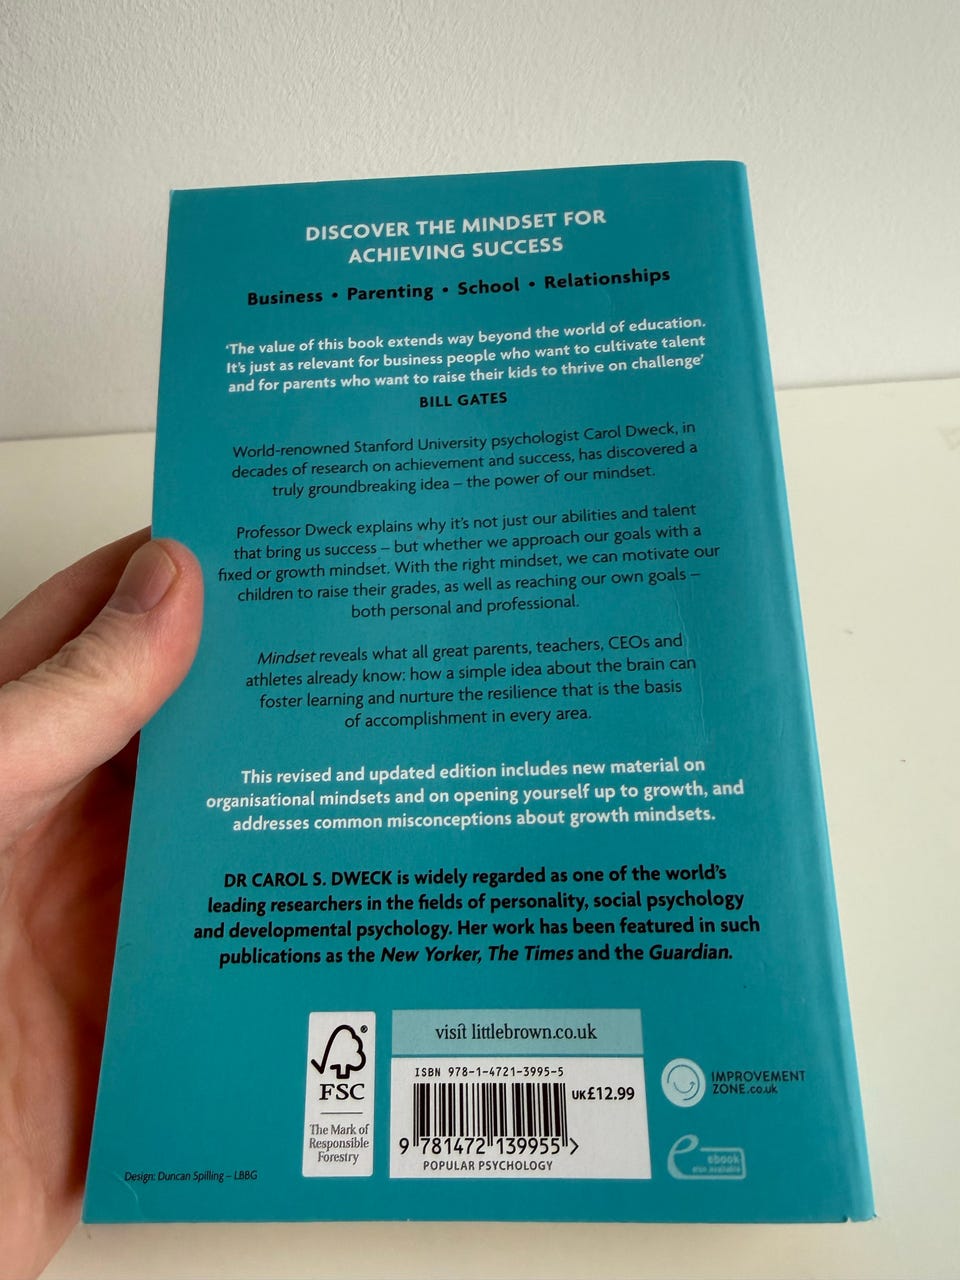 DISCOVER THE MINDSET FOR
ACHIEVING SUCCESS
Business • Parenting • School • Relationships
‘The value of this book extends way beyond the world of education.
It’s just as relevant for business people who want to cultivate talent
and for parents who want to raise their kids to thrive on challenge’
BILL GATES
World-renowned Stanford University psychologist Carol Dweck, in
decades of research on achievement and success, has discovered a
truly groundbreaking idea – the power of our mindset.
Professor Dweck explains why it’s not just our abilities and talent
that bring us success – but whether we approach our goals with a
fixed or growth mindset. With the right mindset, we can motivate our
children to raise their grades, as well as reaching our own goals –
both personal and professional.
Mindset reveals what all great parents, teachers, CEOs and
athletes already know: how a simple idea about the brain can
foster learning and nurture the resilience that is the basis
of accomplishment in every area.
This revised and updated edition includes new material on
organisational mindsets and on opening yourself up to growth, and
addresses common misconceptions about growth mindsets.
DR CAROL S. DWECK is widely regarded as one of the world’s
leading researchers in the fields of personality, social psychology
and developmental psychology. Her work has been featured in such
publications as the New Yorker, The Times and the Guardian.
visit littlebrown.co.uk
ISBN 978-1-4721-3995-5
UK£12.99
9 781472 139955 >
POPULAR PSYCHOLOGY
®
FSC
The Mark of
Responsible
Forestry
IMPROVEMENT
ZONE.co.uk
ebook
also available
Design: Duncan Spilling – LBBG